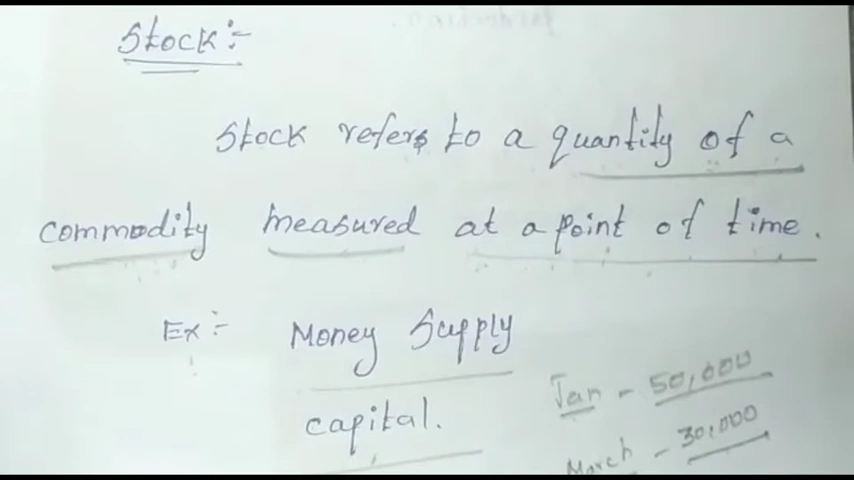 Stock:-
Stock refers to a quantity of a
commodity measured at a point of time.
Ex:- Money Supply
capital.
Jan - 50,000
March - 30,000